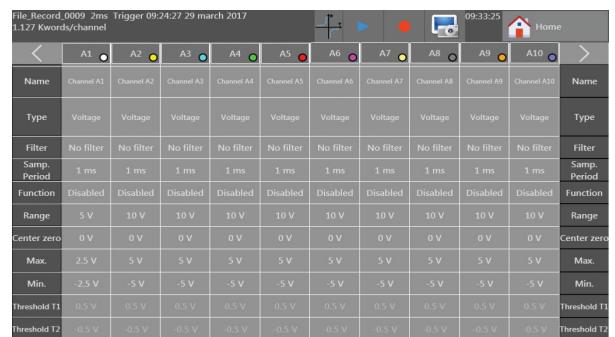 File_Record_0009 2ms Trigger 09:24:27 29 mar ch 2017
1.127 Kwords/channel
09:33:25 Home
A1 A2 A3 A4 A5 A6 A7 A8 A9 A10
Name Channel A1 Channel A2 Channel A3 Channel A4 Channel A5 Channel A6 Channel A7 Channel A8 Channel A9 Channel A10 Name
Type Voltage Voltage Voltage Voltage Voltage Voltage Voltage Voltage Voltage Voltage Type
Filter No filter No filter No filter No filter No filter No filter No filter No filter No filter No filter Filter
Samp. Period 1 ms 1 ms 1 ms 1 ms 1 ms 1 ms 1 ms 1 ms 1 ms 1 ms Samp. Period
Function Disabled Disabled Disabled Disabled Disabled Disabled Disabled Disabled Disabled Disabled Function
Range 5 V 10 V 10 V 10 V 10 V 10 V 10 V 10 V 10 V 10 V Range
Center zero 0 V 0 V 0 V 0 V 0 V 0 V 0 V 0 V 0 V 0 V Center zero
Max. 2.5 V 5 V 5 V 5 V 5 V 5 V 5 V 5 V 5 V 5 V Max.
Min. -2.5 V -5 V -5 V -5 V -5 V -5 V -5 V -5 V -5 V -5 V Min.
Threshold T1 0.5 V 0.5 V 0.5 V 0.5 V 0.5 V 0.5 V 0.5 V 0.5 V 0.5 V 0.5 V Threshold T1
Threshold T2 -0.5 V -0.5 V -0.5 V -0.5 V -0.5 V -0.5 V -0.5 V -0.5 V -0.5 V -0.5 V Threshold T2